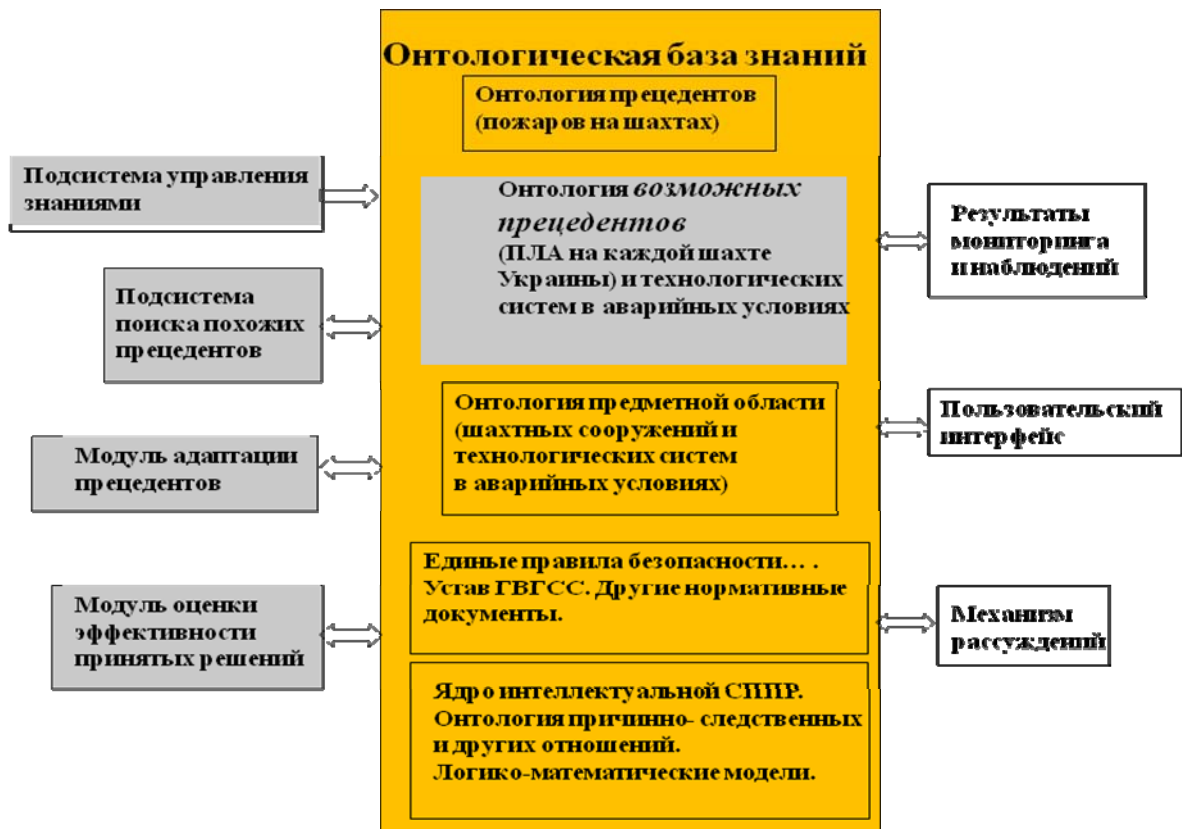 Онтологическая база знаний
Онтология прецедентов
(пожаров на шахтах)
Подсистема управления
знаниями
Онтология возможных
прецедентов
(ПЛА на каждой шахте
Украины) и технологических
систем в аварийных условиях
Результаты
мониторинга
и наблюдений
Подсистема
поиска похожих
прецедентов
Онтология предметной области
(шахтных сооружений и
технологических систем
в аварийных условиях)
Пользовательский
интерфейс
Модуль адаптации
прецедентов
Единые правила безопасности… .
Устав ГВГСС. Другие нормативные
документы.
Модуль оценки
эффективности
принятых решений
Механизм
рассуждений
Ядро интеллектуальной СППР.
Онтология причинно- следственных
и других отношений.
Логико-математические модели.